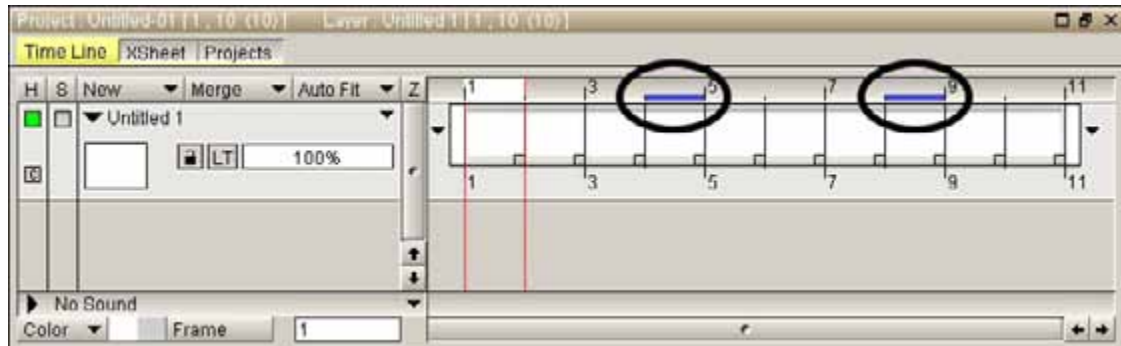 Project: Untitled-01 [1, 10 (10)] Layer: Untitled 1 [1, 10 (10)]
Time Line XSheet Projects
H S New Merge Auto Fit Z 1 3 5 7 9 11
Untitled 1
LT 100%
C
1 3 5 7 9 11
No Sound
Color Frame 1